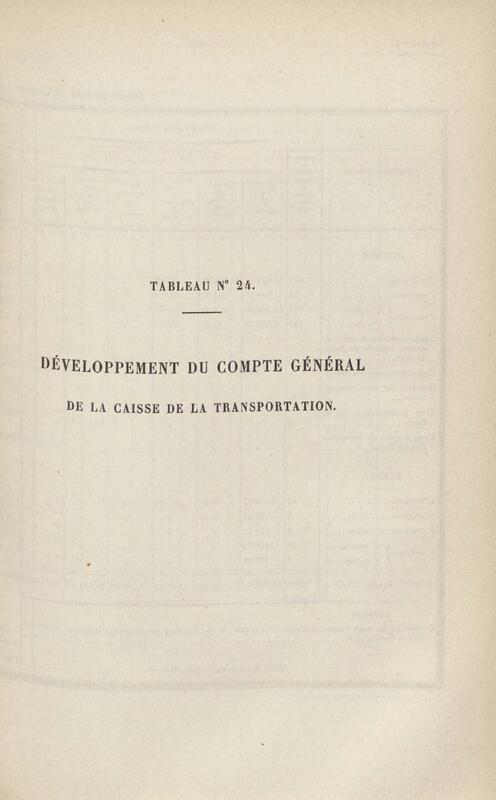 TABLEAU N° 24.
DÉVELOPPEMENT DU COMPTE GÉNÉRAL
DE LA CAISSE DE LA TRANSPORTATION.